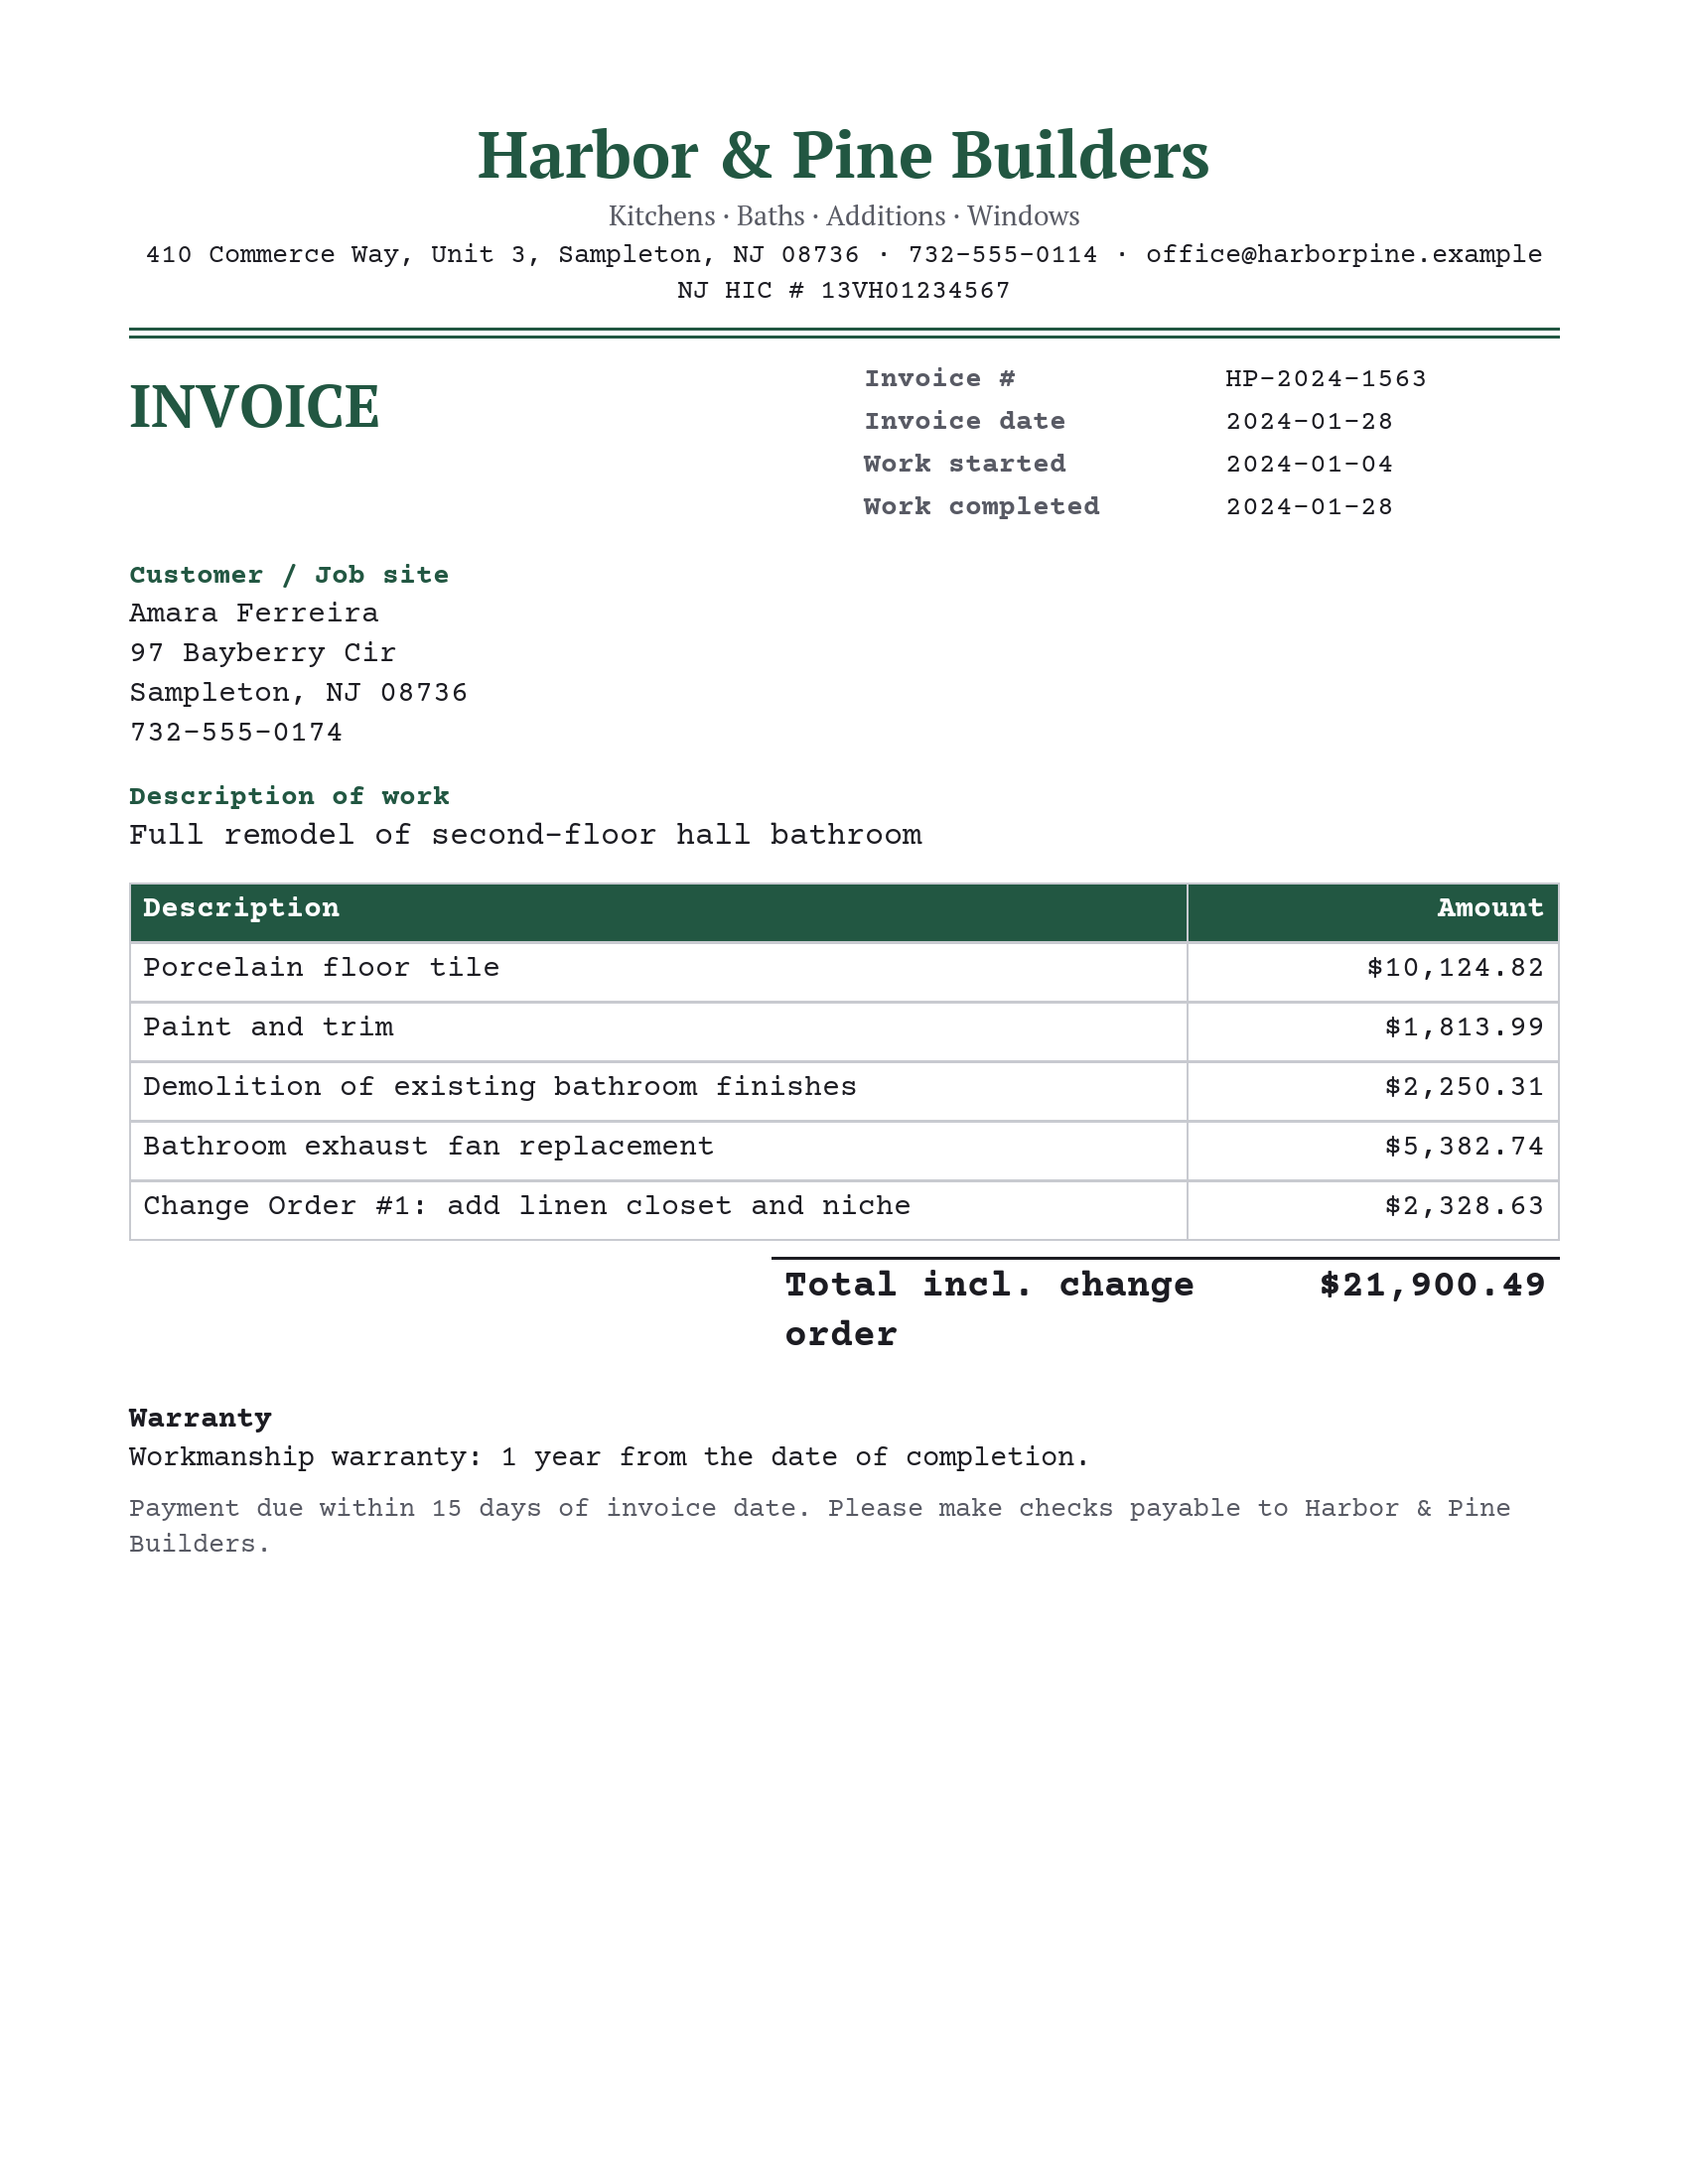 Harbor & Pine Builders
Kitchens · Baths · Additions · Windows
410 Commerce Way, Unit 3, Sampleton, NJ 08736 · 732-555-0114 · office@harborpine.example
NJ HIC # 13VH01234567
INVOICE
Invoice # HP-2024-1563
Invoice date 2024-01-28
Work started 2024-01-04
Work completed 2024-01-28
Customer / Job site
Amara Ferreira
97 Bayberry Cir
Sampleton, NJ 08736
732-555-0174
Description of work
Full remodel of second-floor hall bathroom
Description Amount
Porcelain floor tile $10,124.82
Paint and trim $1,813.99
Demolition of existing bathroom finishes $2,250.31
Bathroom exhaust fan replacement $5,382.74
Change Order #1: add linen closet and niche $2,328.63
Total incl. change $21,900.49
order
Warranty
Workmanship warranty: 1 year from the date of completion.
Payment due within 15 days of invoice date. Please make checks payable to Harbor & Pine
Builders.